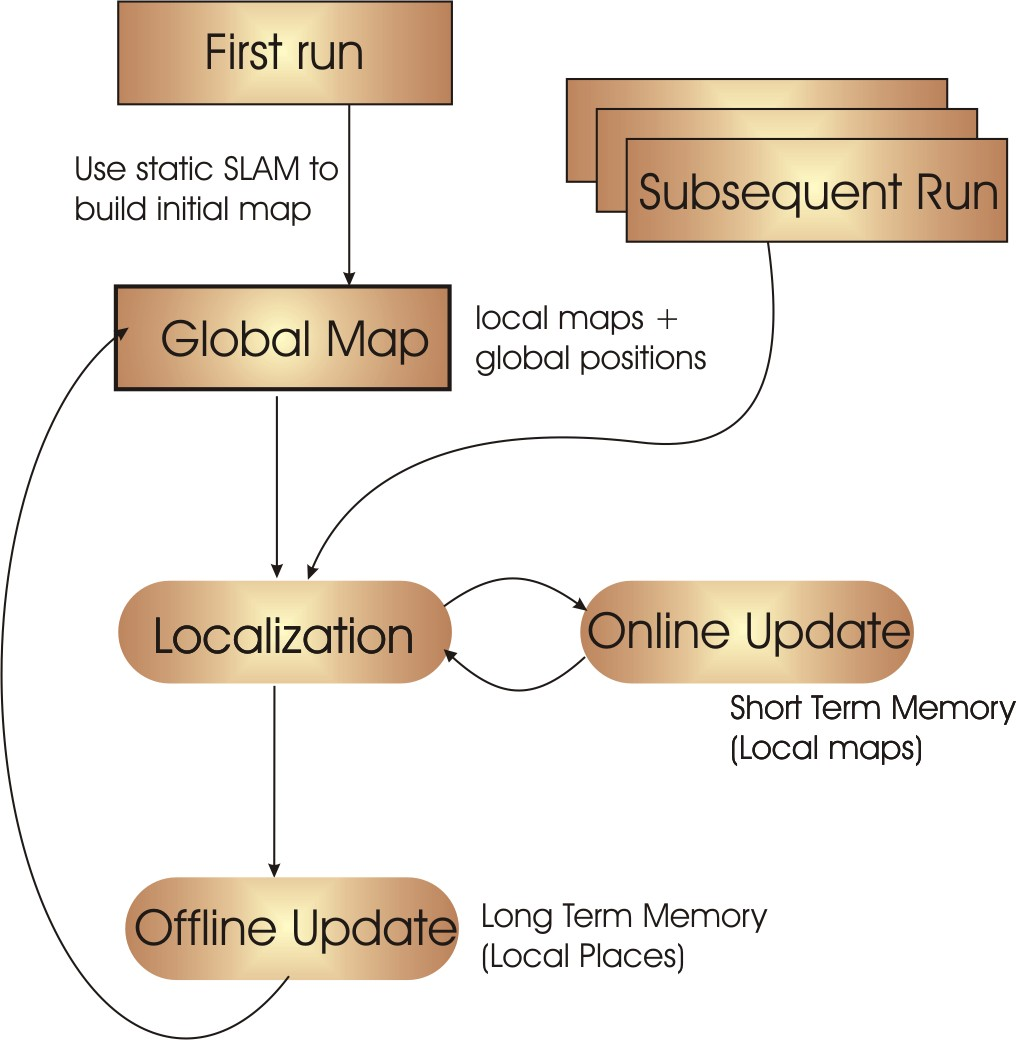 First run
Use static SLAM to
build initial map
Subsequent Run
Global Map
local maps +
global positions
Localization
Online Update
Short Term Memory
(Local maps)
Offline Update
Long Term Memory
(Local Places)